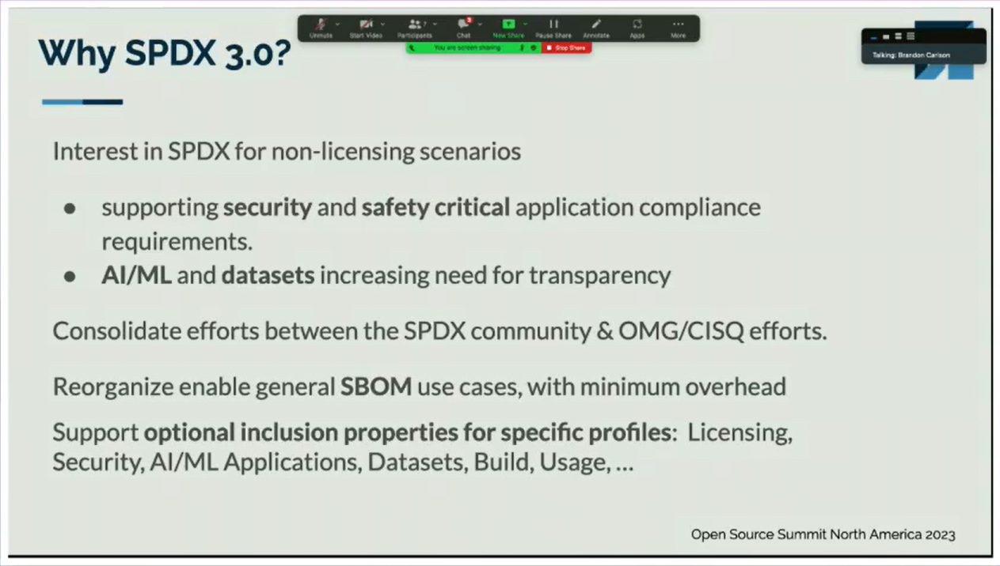 Unmute
Start Video
Participants
7
Chat
3
New Share
Pause Share
Annotate
Apps
More
You are screen sharing
Stop Share
Talking: Brandon Carlson
Why SPDX 3.0?
Interest in SPDX for non-licensing scenarios
● supporting security and safety critical application compliance
requirements.
● AI/ML and datasets increasing need for transparency
Consolidate efforts between the SPDX community & OMG/CISQ efforts.
Reorganize enable general SBOM use cases, with minimum overhead
Support optional inclusion properties for specific profiles: Licensing,
Security, AI/ML Applications, Datasets, Build, Usage, ...
Open Source Summit North America 2023